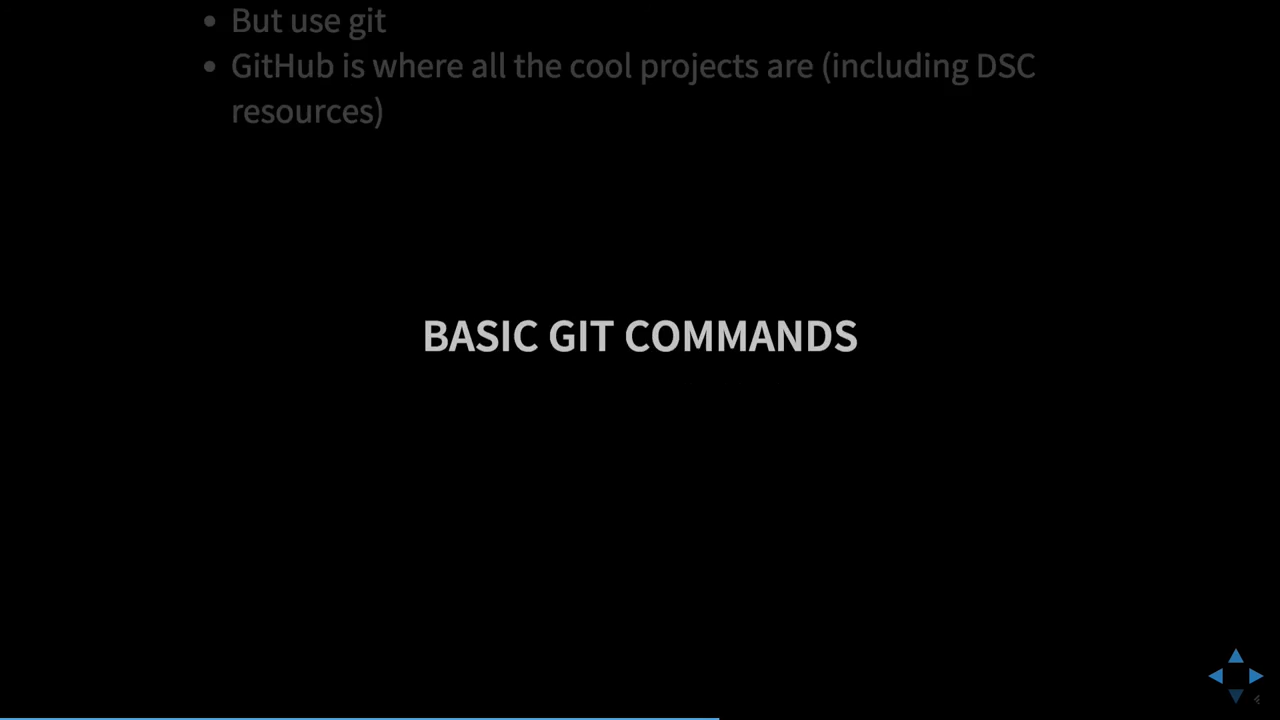 But use git
GitHub is where all the cool projects are (including DSC
resources)
BASIC GIT COMMANDS